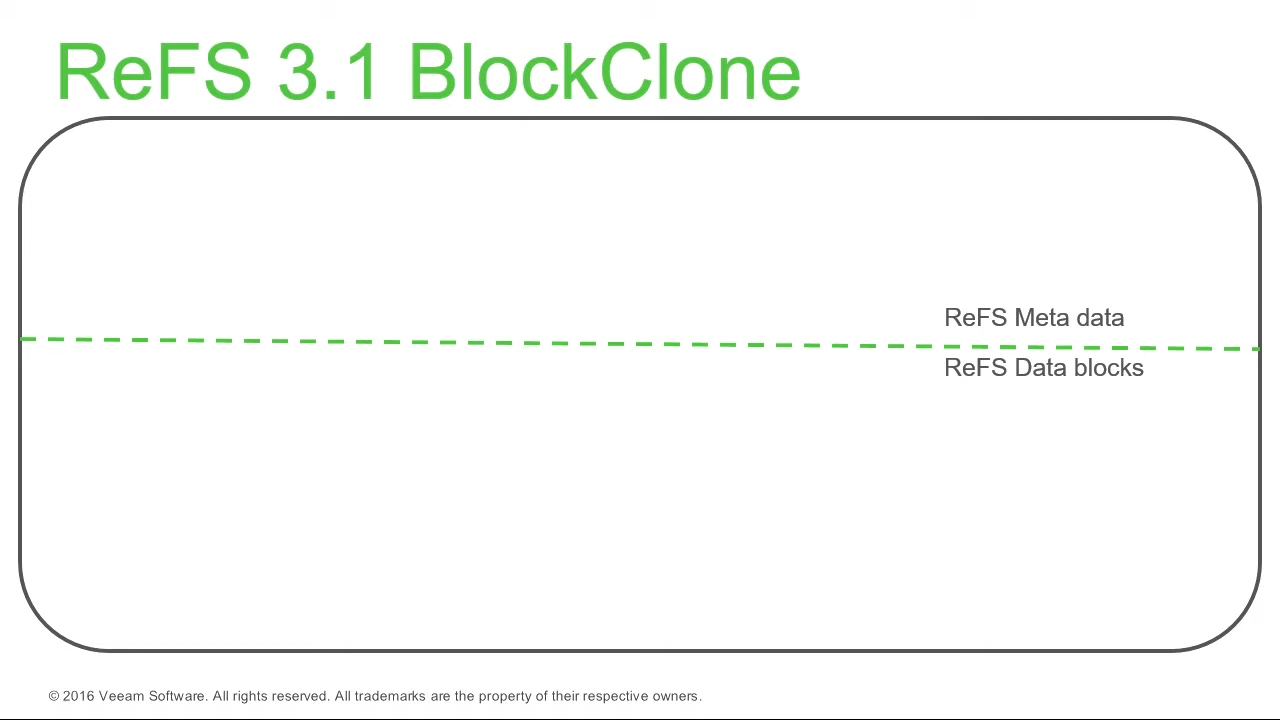 ReFS 3.1 BlockClone
ReFS Meta data
ReFS Data blocks
© 2016 Veeam Software. All rights reserved. All trademarks are the property of their respective owners.